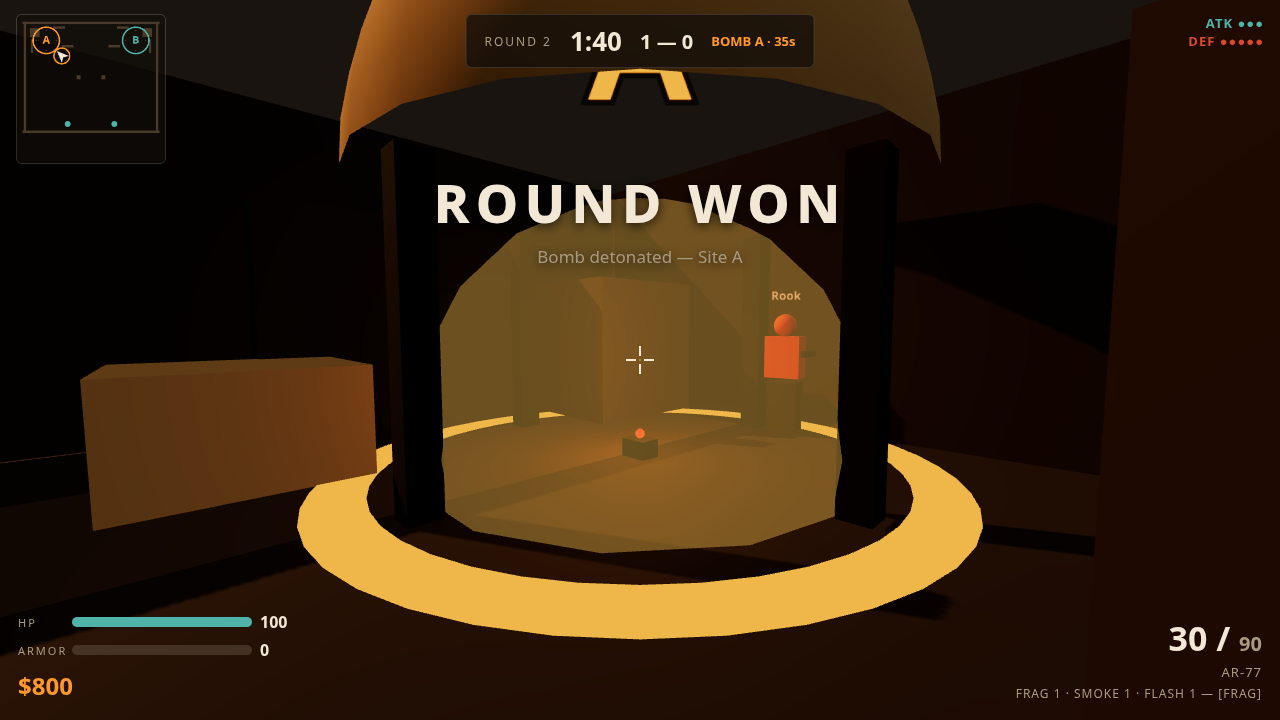 A
B
ROUND 2 1:40 1 — 0 BOMB A · 35s
ATK ●●●
DEF ●●●●●
A
ROUND WON
Bomb detonated — Site A
Rook
HP 100
ARMOR 0
$800
30 / 90
AR-77
FRAG 1 · SMOKE 1 · FLASH 1 — [FRAG]